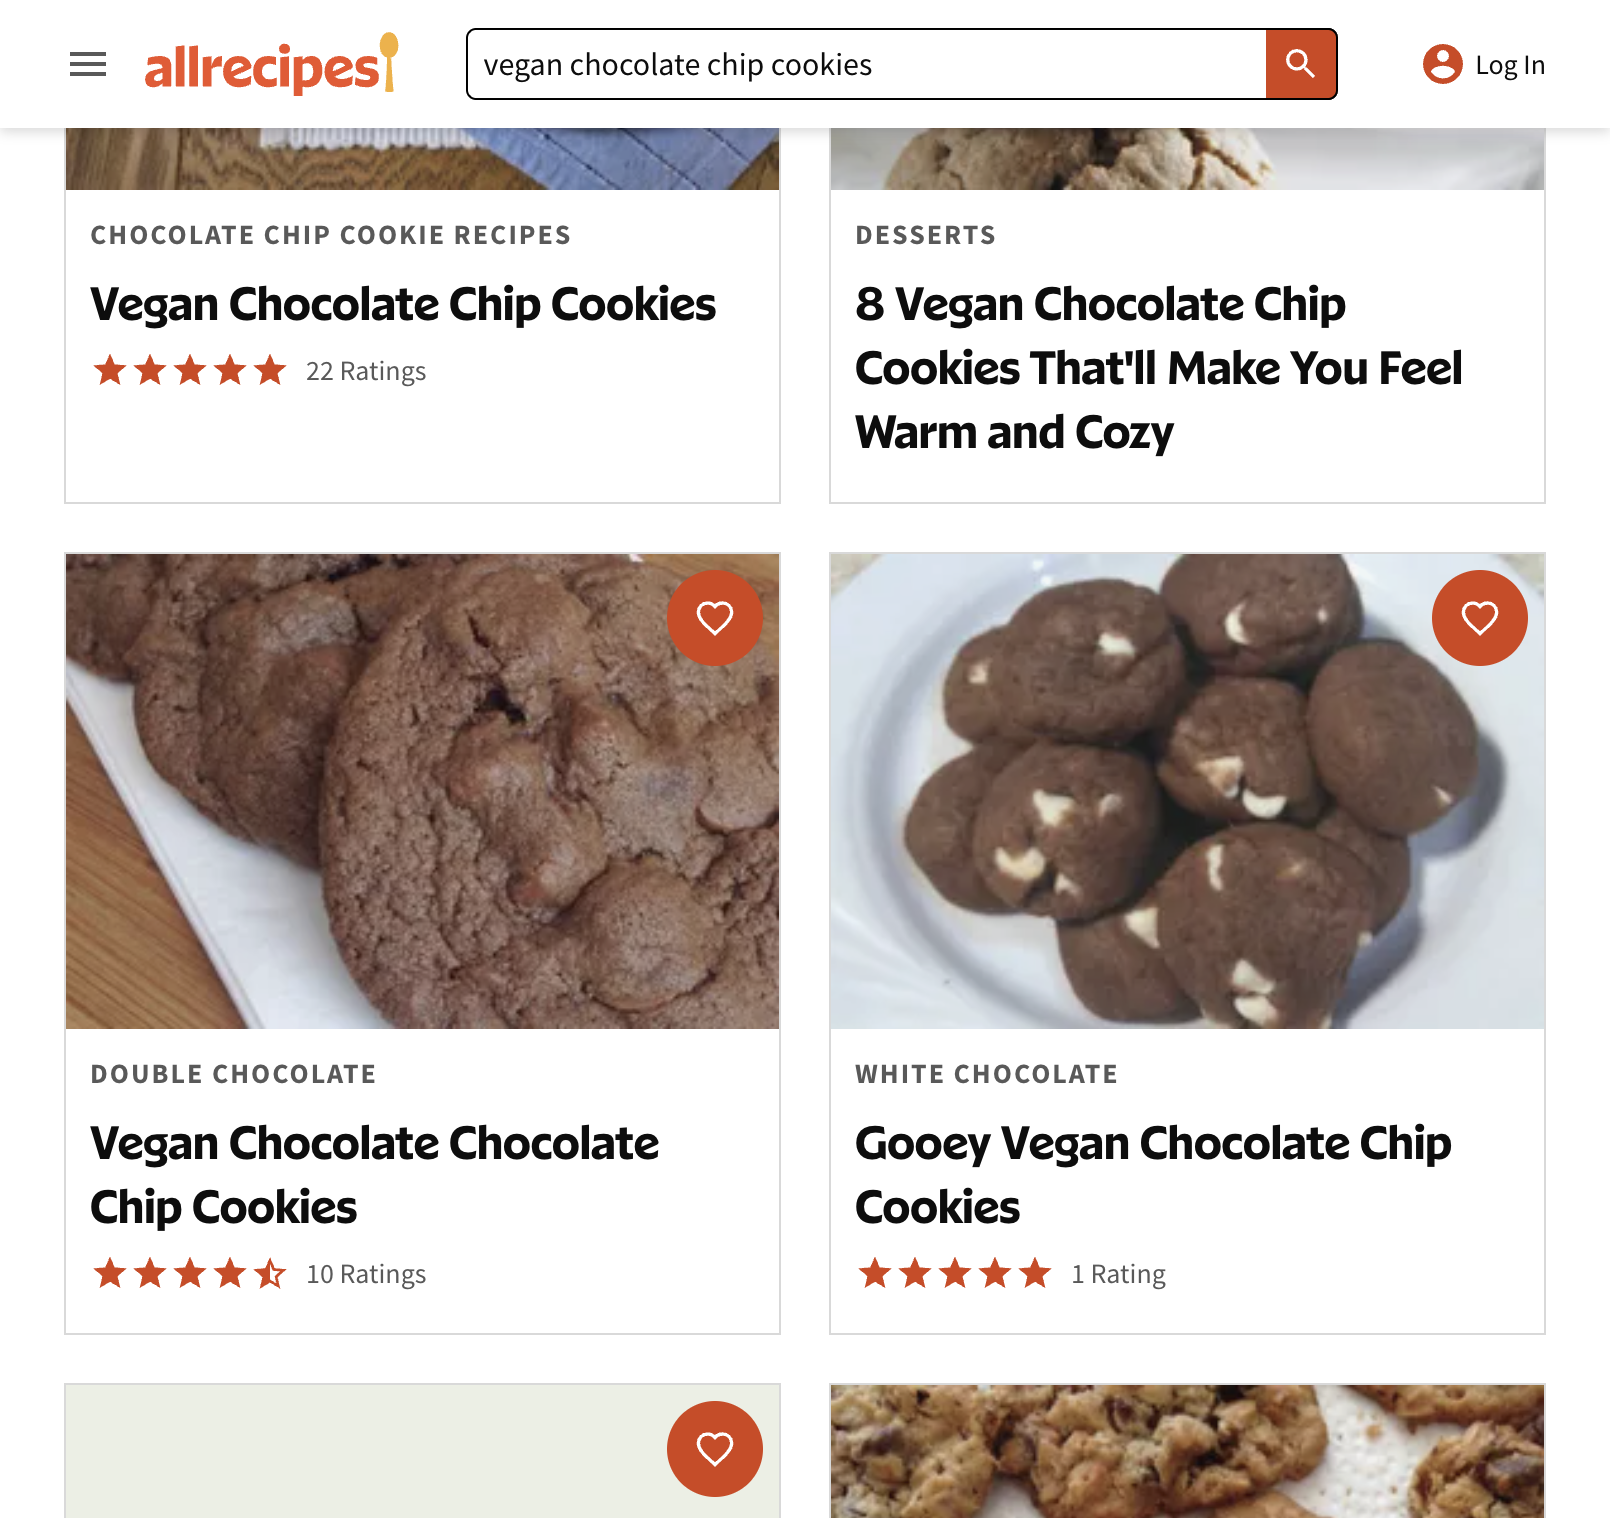 allrecipes
vegan chocolate chip cookies
Log In
CHOCOLATE CHIP COOKIE RECIPES
Vegan Chocolate Chip Cookies
22 Ratings
DESSERTS
8 Vegan Chocolate Chip
Cookies That'll Make You Feel
Warm and Cozy
DOUBLE CHOCOLATE
Vegan Chocolate Chocolate
Chip Cookies
10 Ratings
WHITE CHOCOLATE
Gooey Vegan Chocolate Chip
Cookies
1 Rating